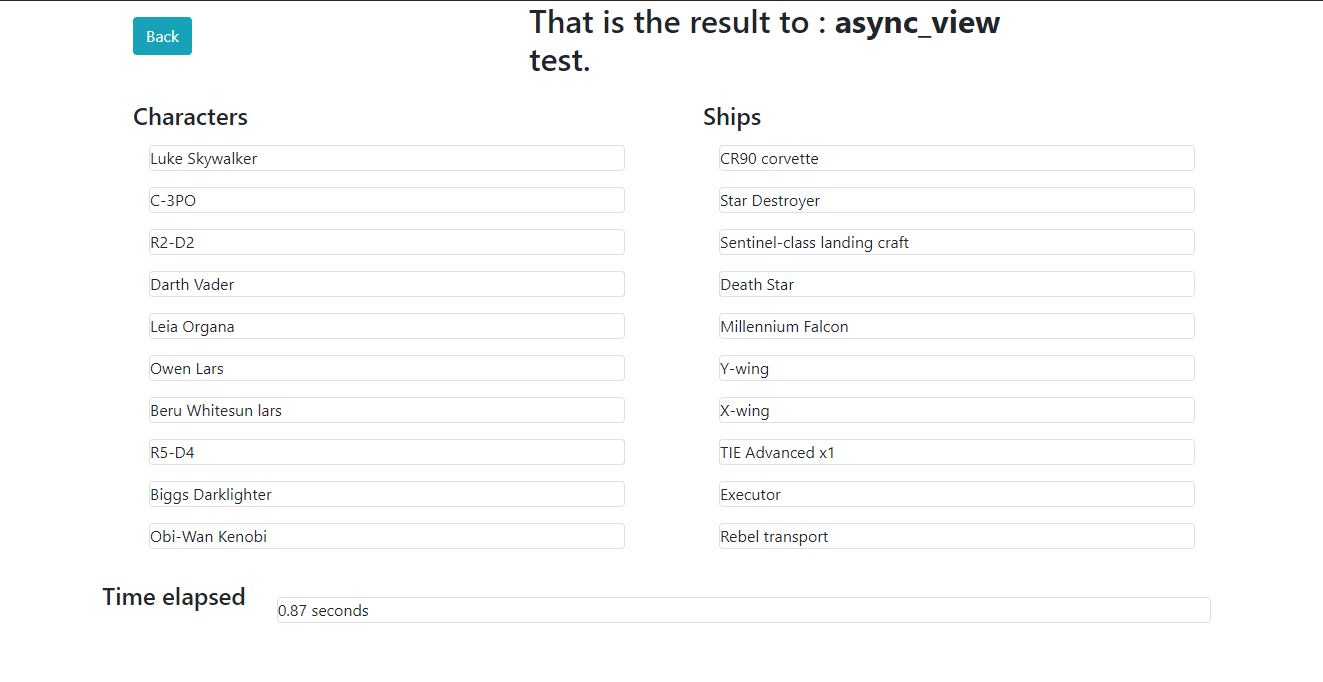 Back
That is the result to : async_view
test.
Characters
Luke Skywalker
C-3PO
R2-D2
Darth Vader
Leia Organa
Owen Lars
Beru Whitesun lars
R5-D4
Biggs Darklighter
Obi-Wan Kenobi
Ships
CR90 corvette
Star Destroyer
Sentinel-class landing craft
Death Star
Millennium Falcon
Y-wing
X-wing
TIE Advanced x1
Executor
Rebel transport
Time elapsed
0.87 seconds